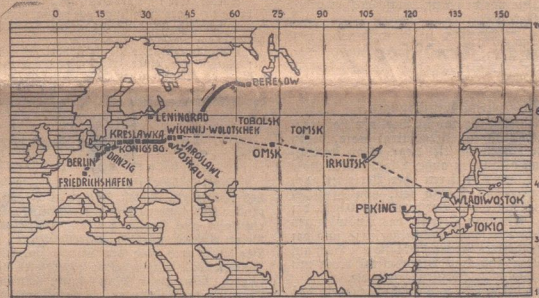 0 15 30 45 60 75 90 105 120 135 150
BERESOW
LENINGRAD
TOBOLSK
KRESLAWKA
WISCHNIJ-WOLOTSCHEK
TOMSK
KÖNIGSBG.
JAROSLAWL
MOSKAU
OMSK
IRKUTSK
DANZIG
BERLIN
FRIEDRICHSHAFEN
WLADIWOSTOK
PEKING
TOKIO